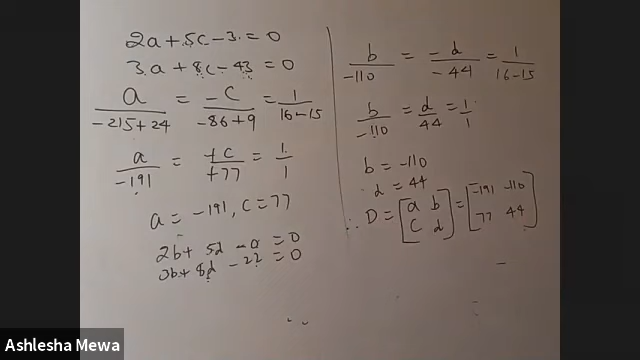 2a + 5c - 3 = 0
3a + 8c - 43 = 0
a/(-215+24) = -c/(-86+9) = 1/(16-15)
a/-191 = +c/+77 = 1/1
a = -191, c = 77
2b + 5d - 0 = 0
3b + 8d - 22 = 0
b/-110 = -d/-44 = 1/(16-15)
b/-110 = d/44 = 1/1
b = -110
d = 44
∴ D = [a b; c d] = [-191 -110; 77 44]
Ashlesha Mewa